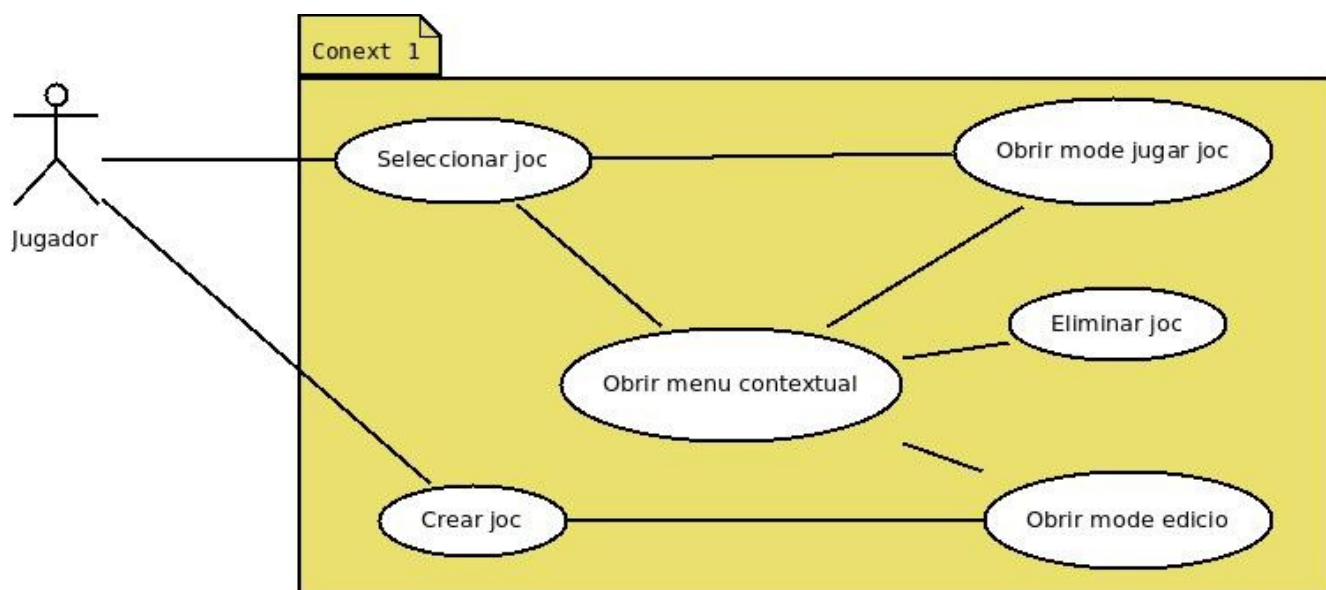 Conext 1
Jugador
Seleccionar joc
Obrir mode jugar joc
Eliminar joc
Obrir menu contextual
Crear joc
Obrir mode edicio